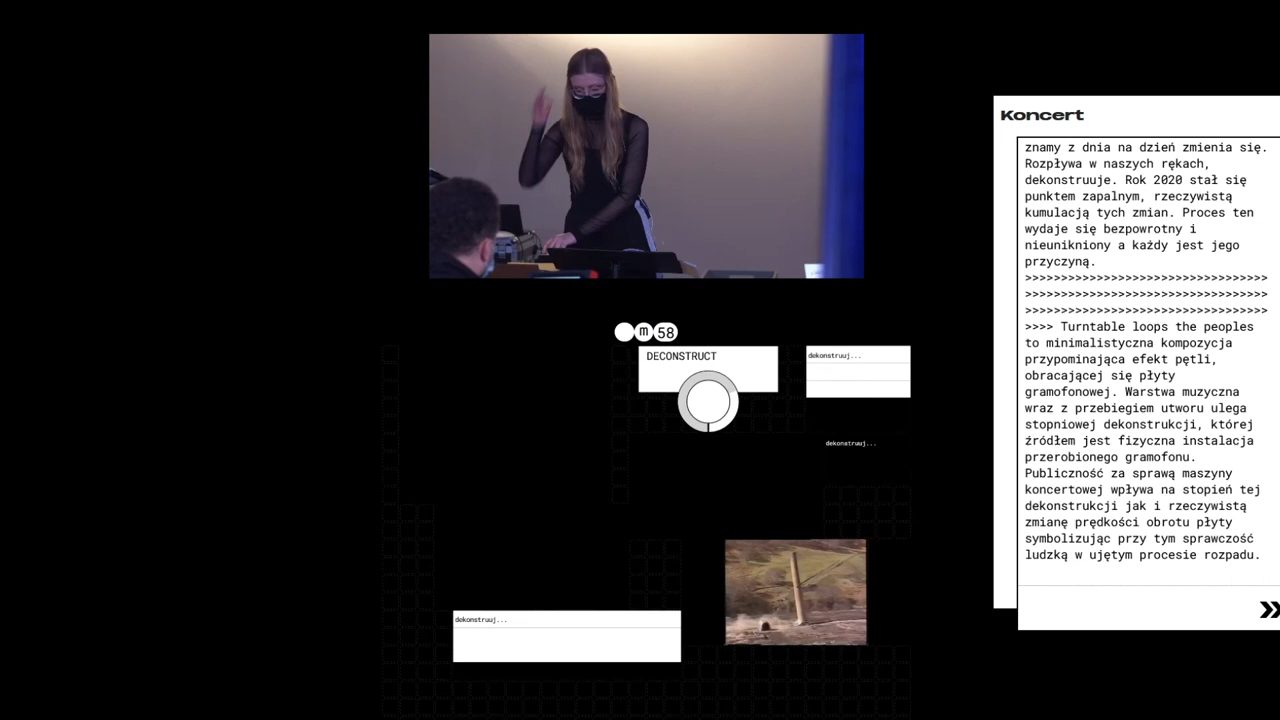 Koncert
znamy z dnia na dzień zmienia się.
Rozpływa w naszych rękach,
dekonstruuje. Rok 2020 stał się
punktem zapalnym, rzeczywistą
kumulacją tych zmian. Proces ten
wydaje się bezpowrotny i
nieunikniony a każdy jest jego
przyczyną.
>>>>>>>>>>>>>>>>>>>>>>>>>>>>>>>>>>
>>>>>>>>>>>>>>>>>>>>>>>>>>>>>>>>>>
>>>>>>>>>>>>>>>>>>>>>>>>>>>>>>>>>>
>>>> Turntable loops the peoples
to minimalistyczna kompozycja
przypominająca efekt pętli,
obracającej się płyty
gramofonowej. Warstwa muzyczna
wraz z przebiegiem utworu ulega
stopniowej dekonstrukcji, której
źródłem jest fizyczna instalacja
przerobionego gramofonu.
Publiczność za sprawą maszyny
koncertowej wpływa na stopień tej
dekonstrukcji jak i rzeczywistą
zmianę prędkości obrotu płyty
symbolizując przy tym sprawczość
ludzką w ujętym procesie rozpadu.
»
m 58
DECONSTRUCT
dekonstruuj...
dekonstruuj...
dekonstruuj...